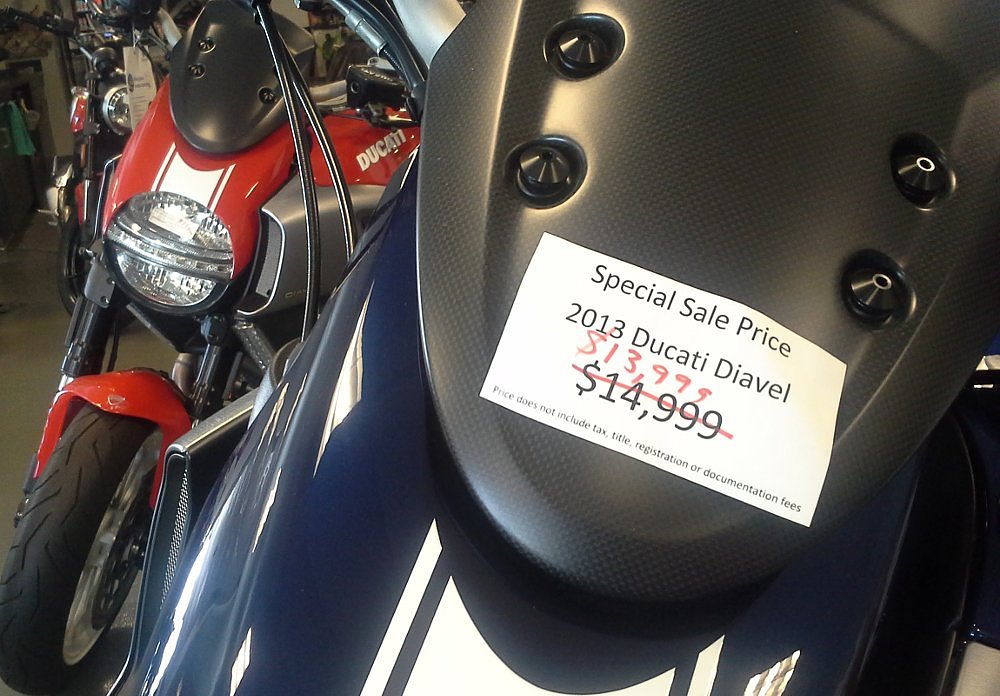 DUCATI
Special Sale Price
2013 Ducati Diavel
$13,999
$14,999
Price does not include tax, title, registration or documentation fees